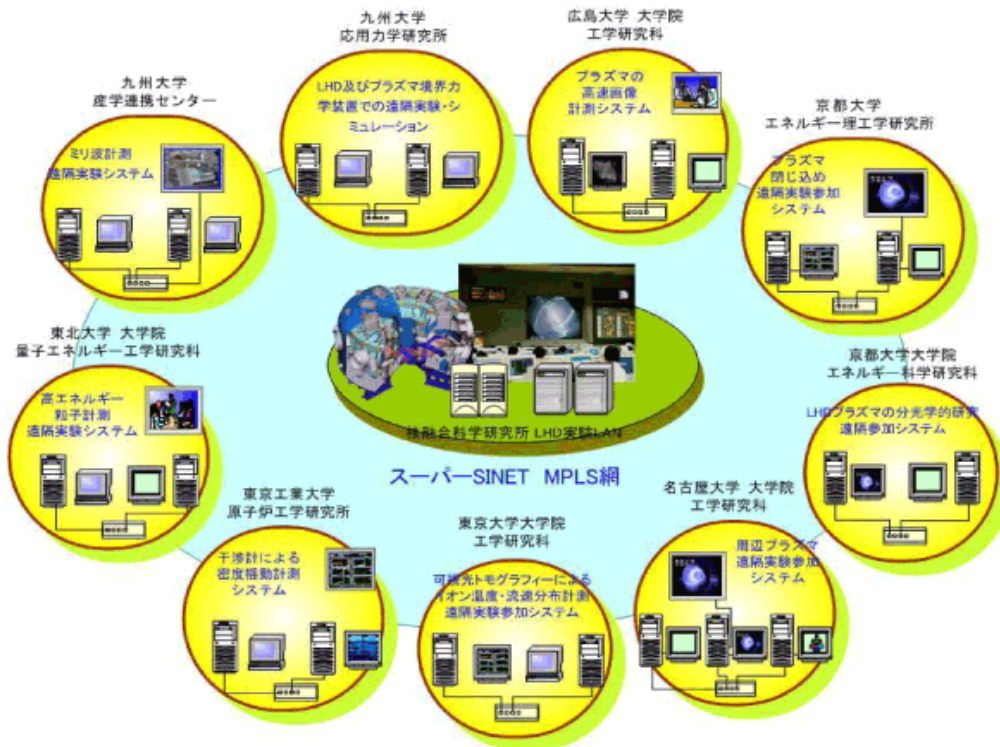 九州大学
応用力学研究所
LHD及びプラズマ境界力
学装置での遠隔実験・シ
ミュレーション
広島大学 大学院
工学研究科
プラズマの
高速画像
計測システム
九州大学
産学連携センター
ミリ波計測
遠隔実験システム
京都大学
エネルギー理工学研究所
プラズマ
閉じ込め
遠隔実験参加
システム
東北大学 大学院
量子エネルギー工学研究科
高エネルギー
粒子計測
遠隔実験システム
核融合科学研究所 LHD実験LAN
スーパーSINET MPLS網
京都大学大学院
エネルギー科学研究科
LHDプラズマの分光学的研究
遠隔参加システム
東京工業大学
原子炉工学研究所
干渉計による
密度揺動計測
システム
東京大学大学院
工学研究科
可視光トモグラフィーによる
イオン温度・流速分布計測
遠隔実験参加システム
名古屋大学 大学院
工学研究科
周辺プラズマ
遠隔実験参加
システム